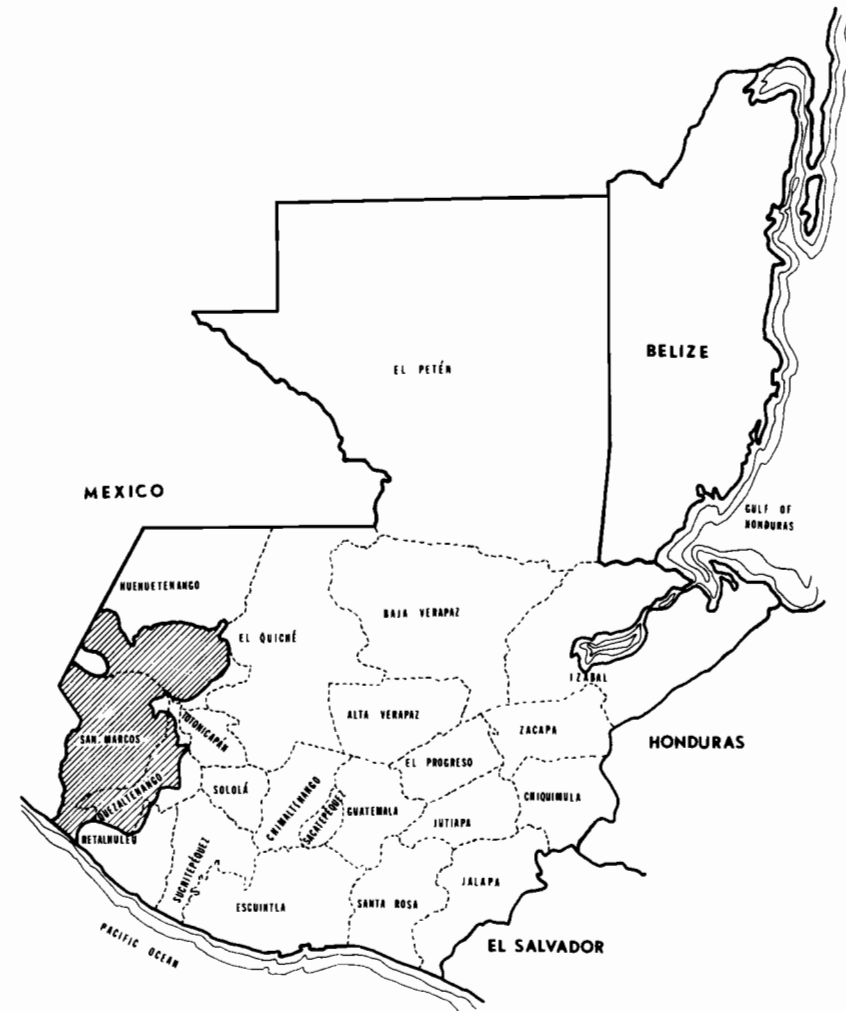 BELIZE
EL PETÉN
MEXICO
GULF OF
HONDURAS
HUEHUETENANGO
BAJA VERAPAZ
EL QUICHÉ
IZABAL
ALTA VERAPAZ
TOTONICAPÁN
ZACAPA
SAN MARCOS
HONDURAS
EL PROGRESO
SOLOLÁ
CHIMALTENANGO
SACATEPÉQUEZ
QUEZALTENANGO
GUATEMALA
CHIQUIMULA
JUTIAPA
RETALHULEU
SUCHITEPÉQUEZ
JALAPA
ESCUINTLA
SANTA ROSA
PACIFIC OCEAN
EL SALVADOR